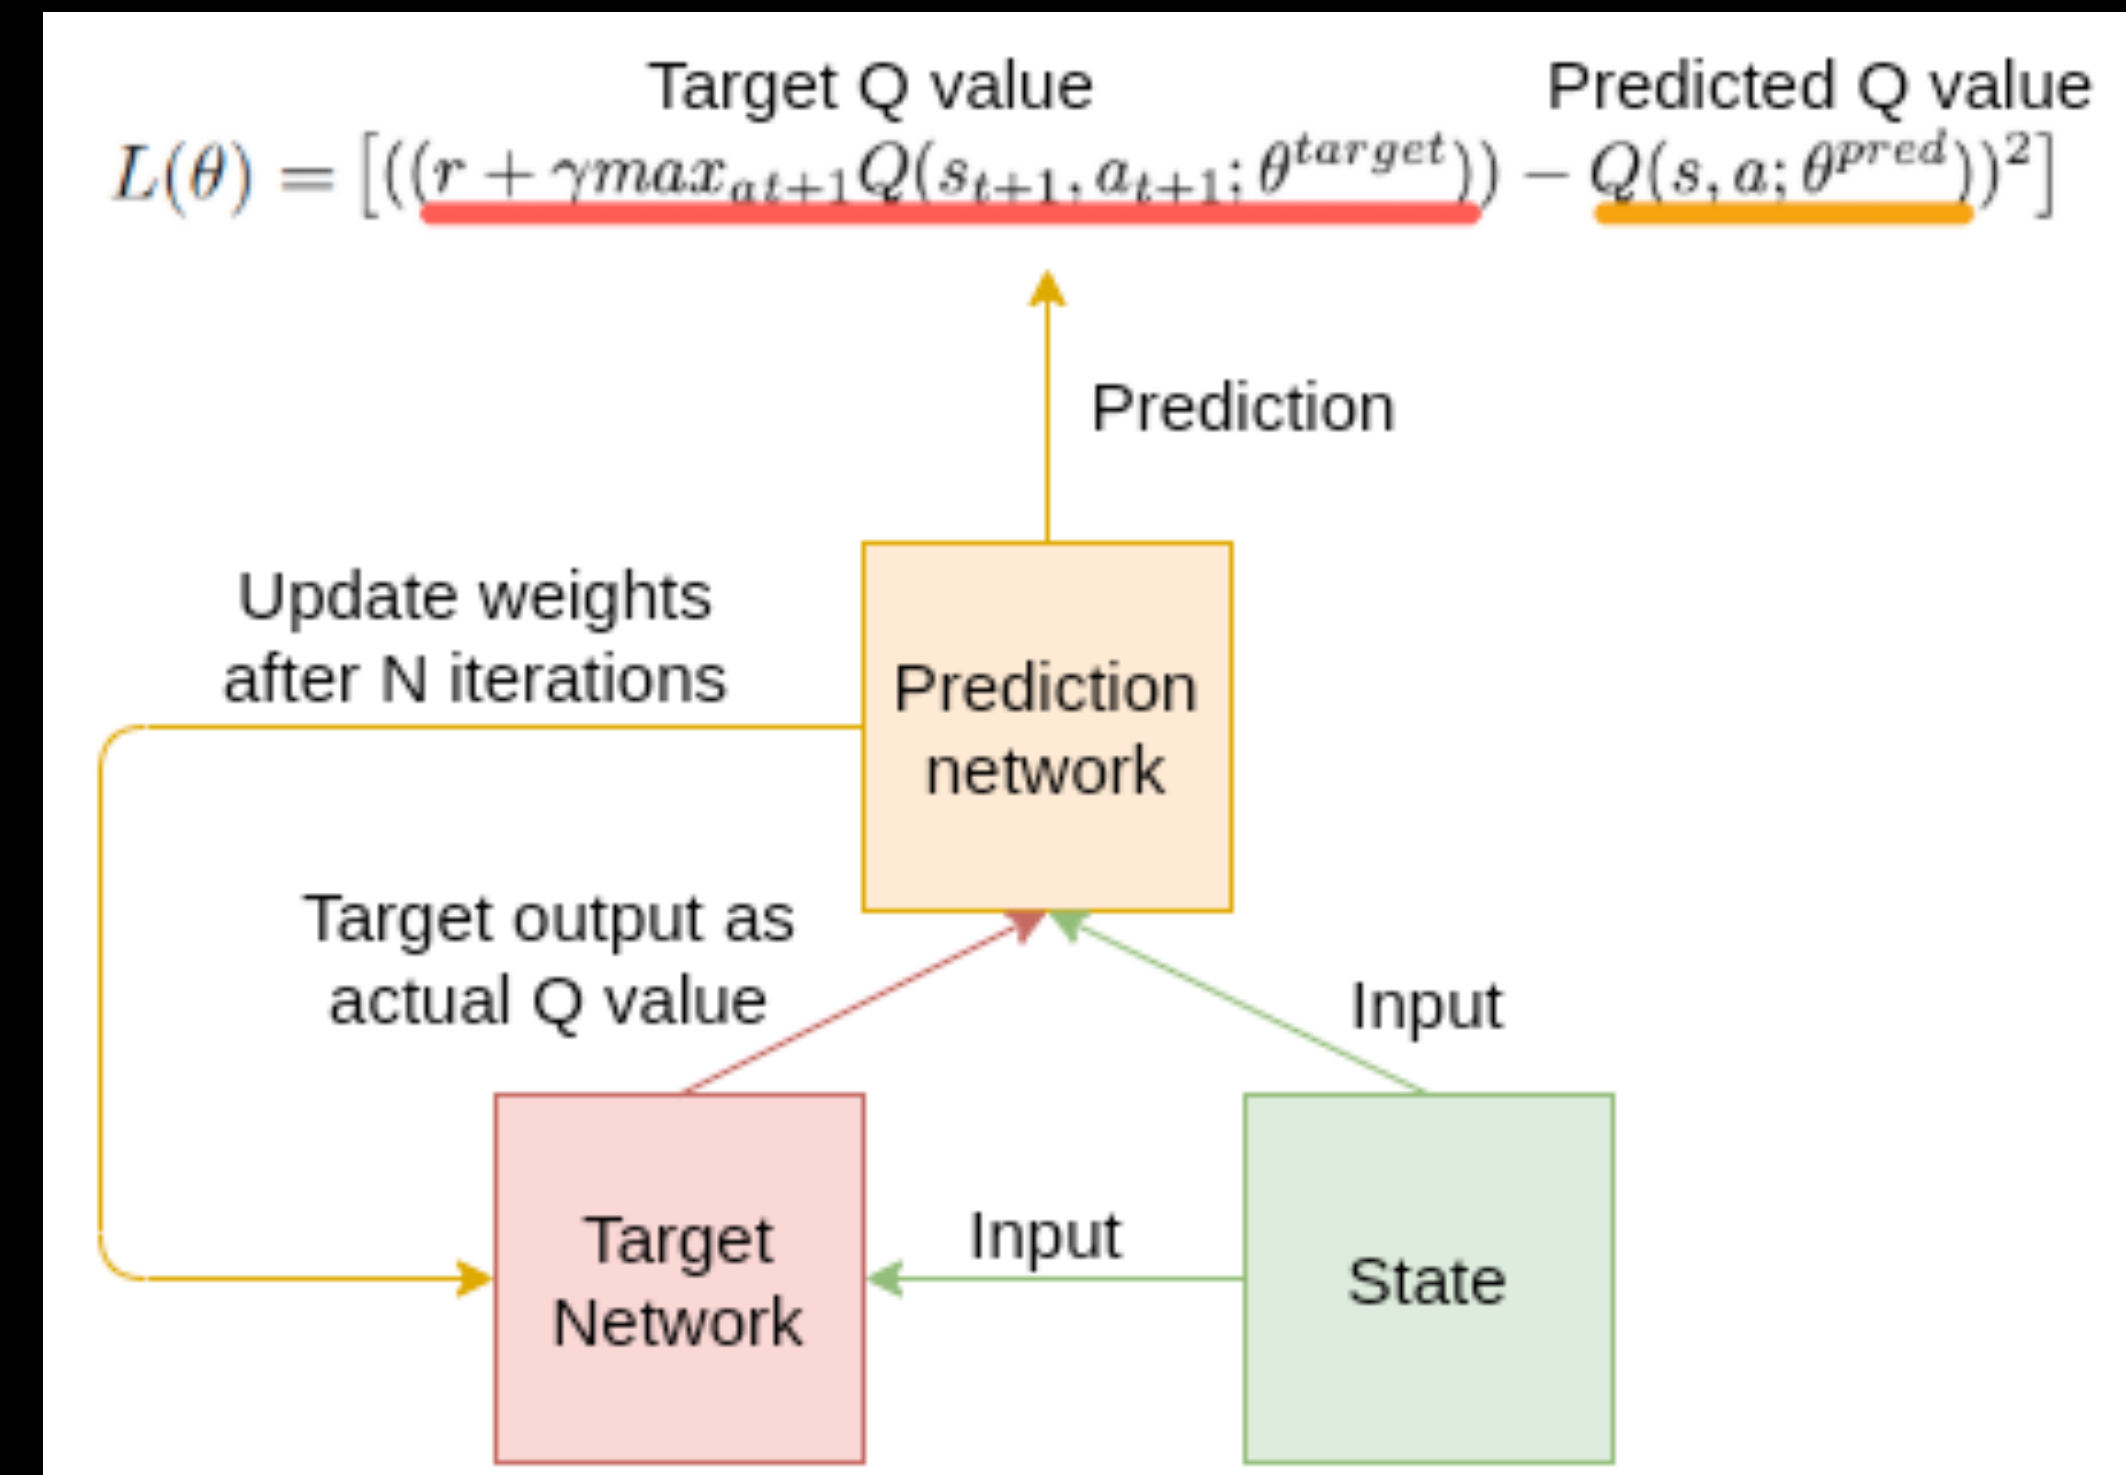 Target Q value
Predicted Q value
L(θ) = [((r + γmax_{at+1}Q(s_{t+1}, a_{t+1}; θ^{target})) − Q(s, a; θ^{pred}))^2]
Prediction
Update weights
after N iterations
Prediction
network
Target output as
actual Q value
Input
Input
Target
Network
State